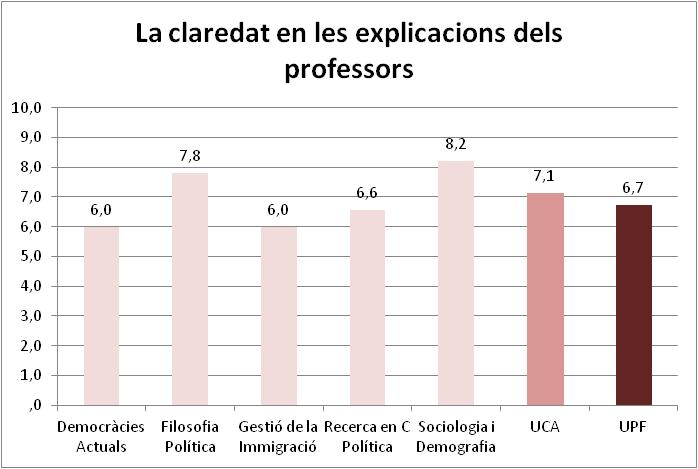 La claredat en les explicacions dels
professors
10,0
9,0
8,0
7,0
6,0
5,0
4,0
3,0
2,0
1,0
,0
6,0
7,8
6,0
6,6
8,2
7,1
6,7
Democràcies
Actuals
Filosofia
Política
Gestió de la
Immigració
Recerca en C
Política
Sociologia i
Demografia
UCA
UPF